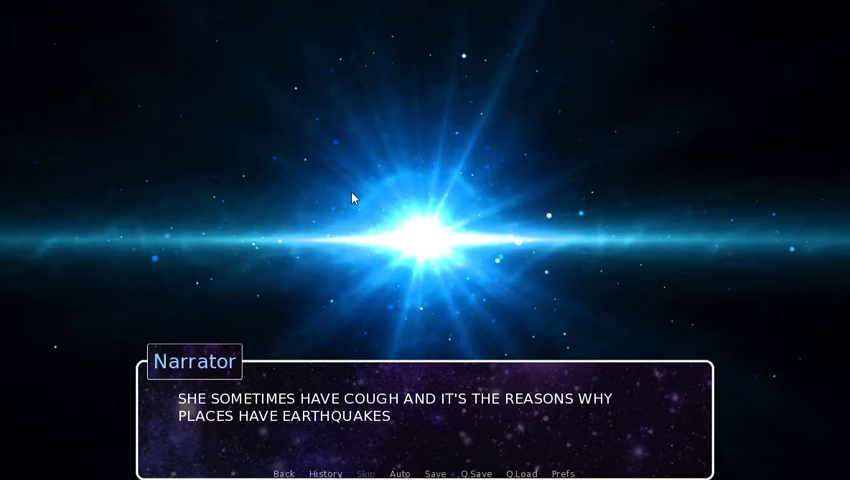 Narrator
SHE SOMETIMES HAVE COUGH AND IT'S THE REASONS WHY
PLACES HAVE EARTHQUAKES
Back History Skip Auto Save Q.Save Q.Load Prefs